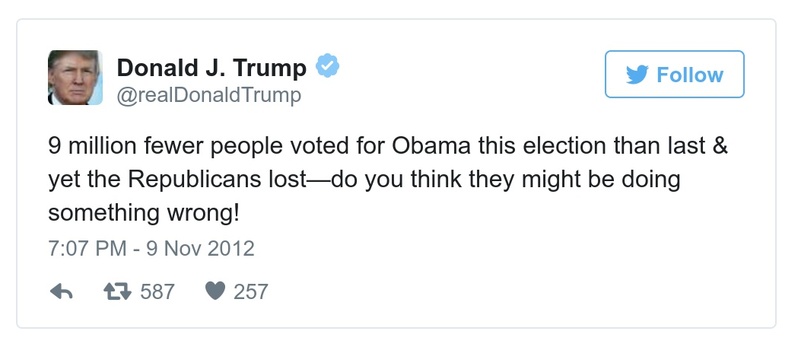 Donald J. Trump
@realDonaldTrump
Follow
9 million fewer people voted for Obama this election than last &
yet the Republicans lost—do you think they might be doing
something wrong!
7:07 PM - 9 Nov 2012
587 257